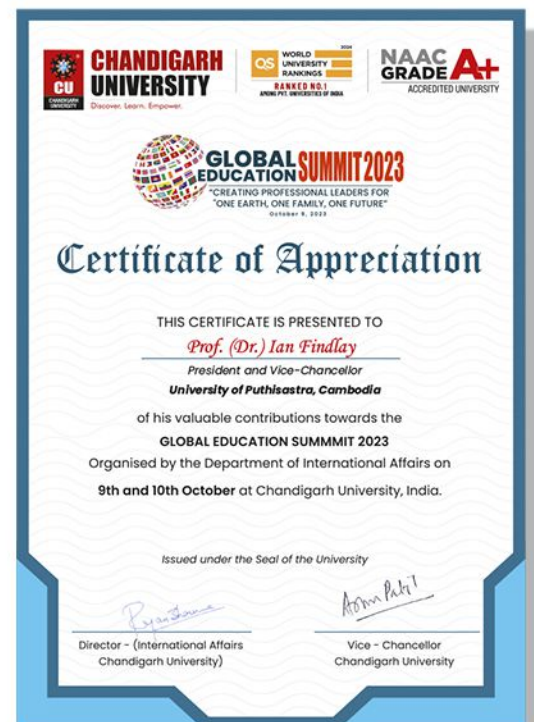 CHANDIGARH
UNIVERSITY
Discover. Learn. Empower.
CU
CHANDIGARH
UNIVERSITY
2024
QS WORLD
UNIVERSITY
RANKINGS
RANKED NO.1
AMONG PVT. UNIVERSITIES OF INDIA
NAAC
GRADE A+
ACCREDITED UNIVERSITY
GLOBAL
EDUCATION SUMMIT 2023
"CREATING PROFESSIONAL LEADERS FOR
"ONE EARTH, ONE FAMILY, ONE FUTURE"
October 9, 2023
Certificate of Appreciation
THIS CERTIFICATE IS PRESENTED TO
Prof. (Dr.) Ian Findlay
President and Vice-Chancellor
University of Puthisastra, Cambodia
of his valuable contributions towards the
GLOBAL EDUCATION SUMMMIT 2023
Organised by the Department of International Affairs on
9th and 10th October at Chandigarh University, India.
Issued under the Seal of the University
Director - (International Affairs
Chandigarh University)
Vice - Chancellor
Chandigarh University